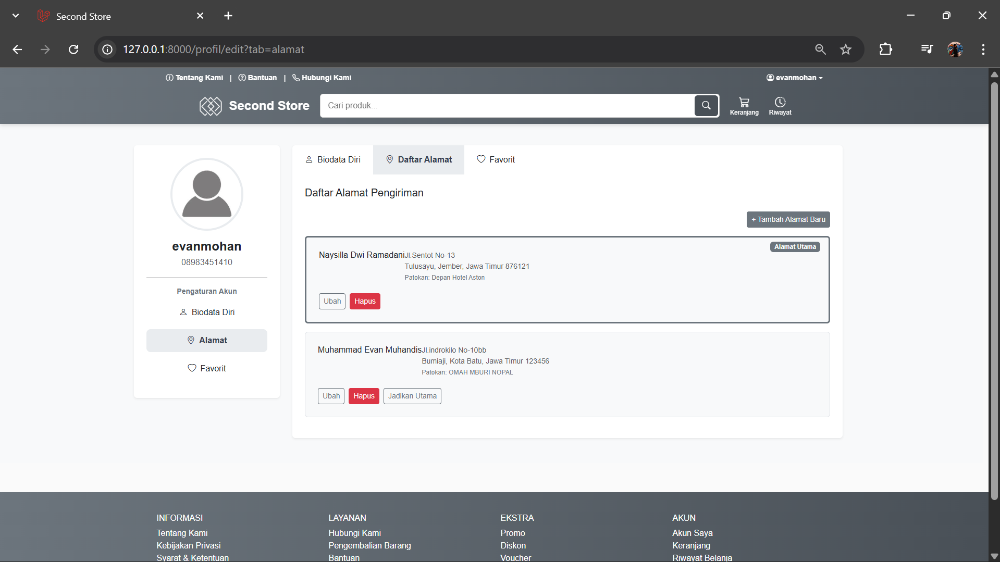 Second Store
127.0.0.1:8000/profil/edit?tab=alamat
Tentang Kami | Bantuan | Hubungi Kami
evanmohan
Second Store
Cari produk...
Keranjang
Riwayat
evanmohan
08983451410
Pengaturan Akun
Biodata Diri
Alamat
Favorit
Biodata Diri
Daftar Alamat
Favorit
Daftar Alamat Pengiriman
+ Tambah Alamat Baru
Alamat Utama
Naysilla Dwi Ramadani
Jl.Sentot No-13
Tulusayu, Jember, Jawa Timur 876121
Patokan: Depan Hotel Aston
Ubah
Hapus
Muhammad Evan Muhandis
Jl.indrokilo No-10bb
Bumiaji, Kota Batu, Jawa Timur 123456
Patokan: OMAH MBURI NOPAL
Ubah
Hapus
Jadikan Utama
INFORMASI
Tentang Kami
Kebijakan Privasi
Syarat & Ketentuan
LAYANAN
Hubungi Kami
Pengembalian Barang
Bantuan
EKSTRA
Promo
Diskon
Voucher
AKUN
Akun Saya
Keranjang
Riwayat Belanja